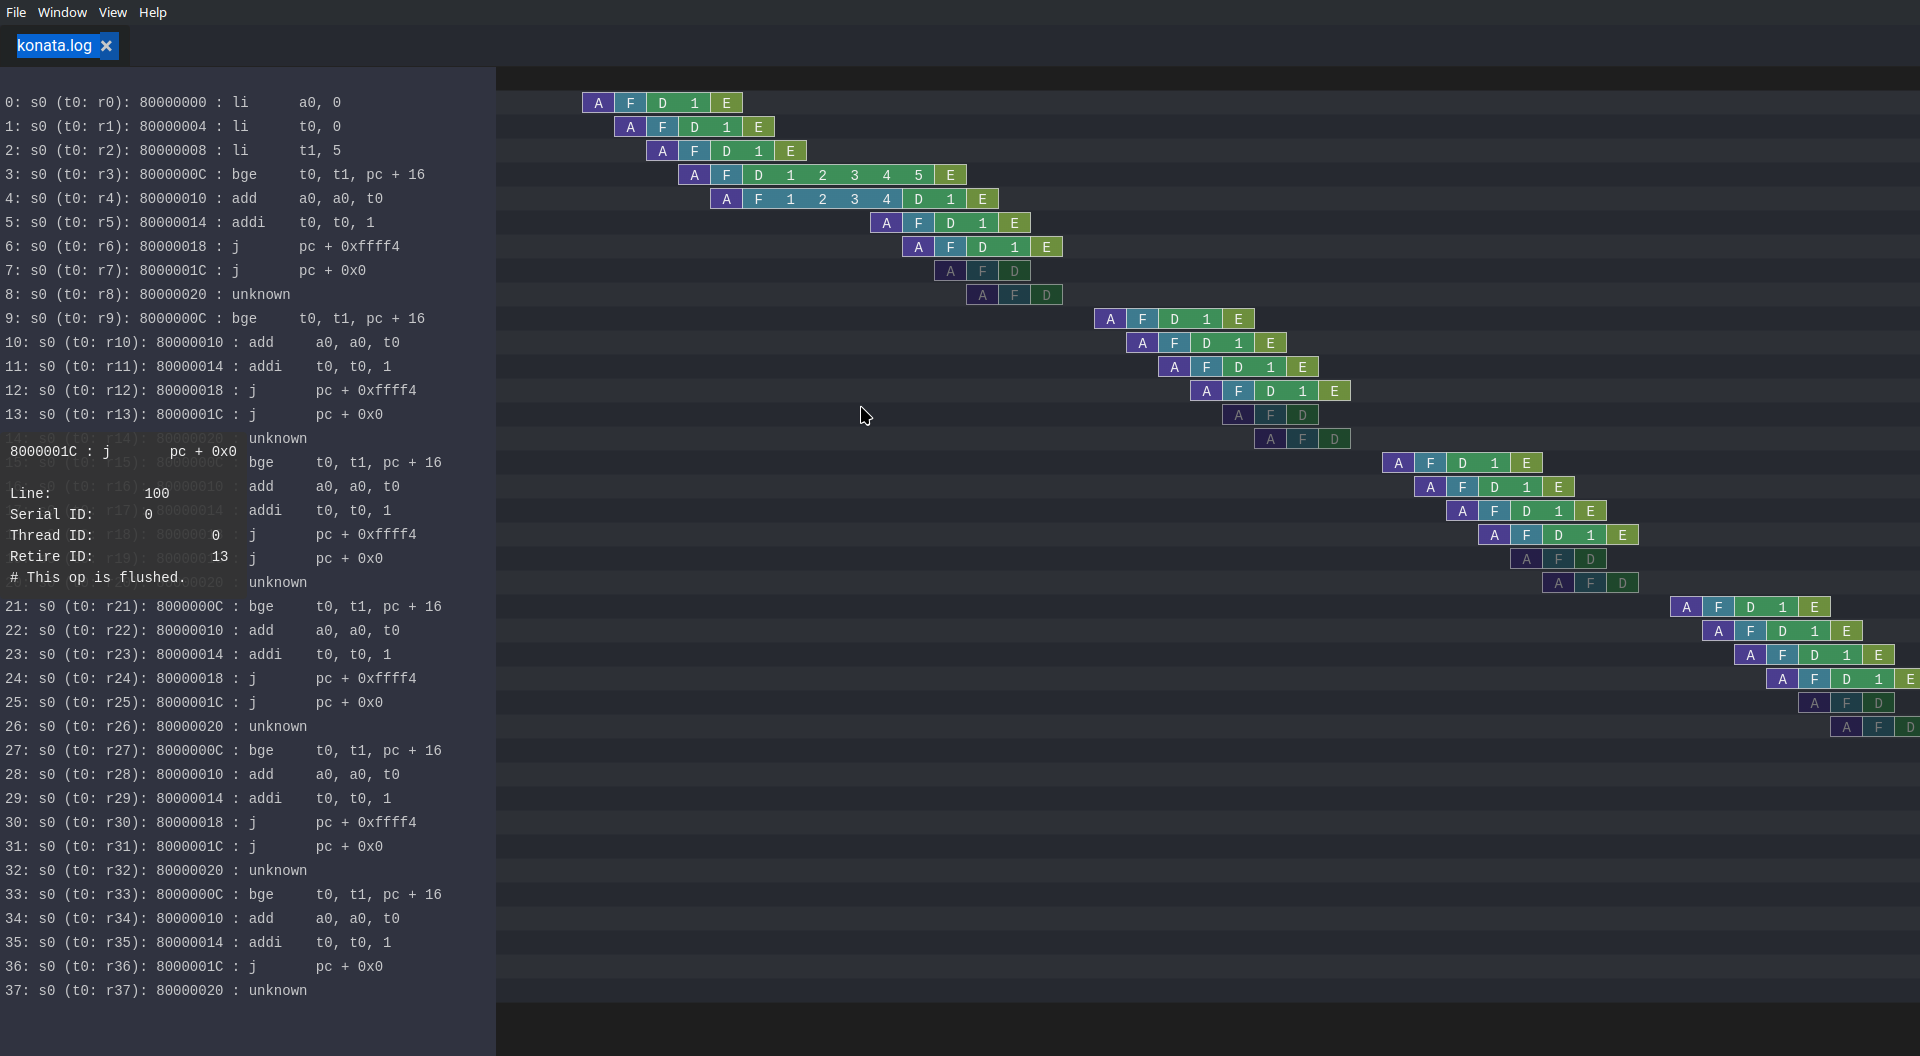 File Window View Help
konata.log ×
0: s0 (t0: r0): 80000000 : li a0, 0 A F D 1 E
1: s0 (t0: r1): 80000004 : li t0, 0 A F D 1 E
2: s0 (t0: r2): 80000008 : li t1, 5 A F D 1 E
3: s0 (t0: r3): 8000000C : bge t0, t1, pc + 16 A F D 1 2 3 4 5 E
4: s0 (t0: r4): 80000010 : add a0, a0, t0 A F 1 2 3 4 D 1 E
5: s0 (t0: r5): 80000014 : addi t0, t0, 1 A F D 1 E
6: s0 (t0: r6): 80000018 : j pc + 0xffff4 A F D 1 E
7: s0 (t0: r7): 8000001C : j pc + 0x0 A F D
8: s0 (t0: r8): 80000020 : unknown A F D
9: s0 (t0: r9): 8000000C : bge t0, t1, pc + 16 A F D 1 E
10: s0 (t0: r10): 80000010 : add a0, a0, t0 A F D 1 E
11: s0 (t0: r11): 80000014 : addi t0, t0, 1 A F D 1 E
12: s0 (t0: r12): 80000018 : j pc + 0xffff4 A F D 1 E
13: s0 (t0: r13): 8000001C : j pc + 0x0 A F D
14: s0 (t0: r14): 80000020 : unknown A F D
8000001C : j pc + 0x0
bge t0, t1, pc + 16 A F D 1 E
add a0, a0, t0 A F D 1 E
Line: 100
addi t0, t0, 1 A F D 1 E
Serial ID: 0
j pc + 0xffff4 A F D 1 E
Thread ID: 0
j pc + 0x0 A F D
Retire ID: 13
# This op is flushed.
unknown A F D
21: s0 (t0: r21): 8000000C : bge t0, t1, pc + 16 A F D 1 E
22: s0 (t0: r22): 80000010 : add a0, a0, t0 A F D 1 E
23: s0 (t0: r23): 80000014 : addi t0, t0, 1 A F D 1 E
24: s0 (t0: r24): 80000018 : j pc + 0xffff4 A F D 1 E
25: s0 (t0: r25): 8000001C : j pc + 0x0 A F D
26: s0 (t0: r26): 80000020 : unknown A F D
27: s0 (t0: r27): 8000000C : bge t0, t1, pc + 16
28: s0 (t0: r28): 80000010 : add a0, a0, t0
29: s0 (t0: r29): 80000014 : addi t0, t0, 1
30: s0 (t0: r30): 80000018 : j pc + 0xffff4
31: s0 (t0: r31): 8000001C : j pc + 0x0
32: s0 (t0: r32): 80000020 : unknown
33: s0 (t0: r33): 8000000C : bge t0, t1, pc + 16
34: s0 (t0: r34): 80000010 : add a0, a0, t0
35: s0 (t0: r35): 80000014 : addi t0, t0, 1
36: s0 (t0: r36): 8000001C : j pc + 0x0
37: s0 (t0: r37): 80000020 : unknown